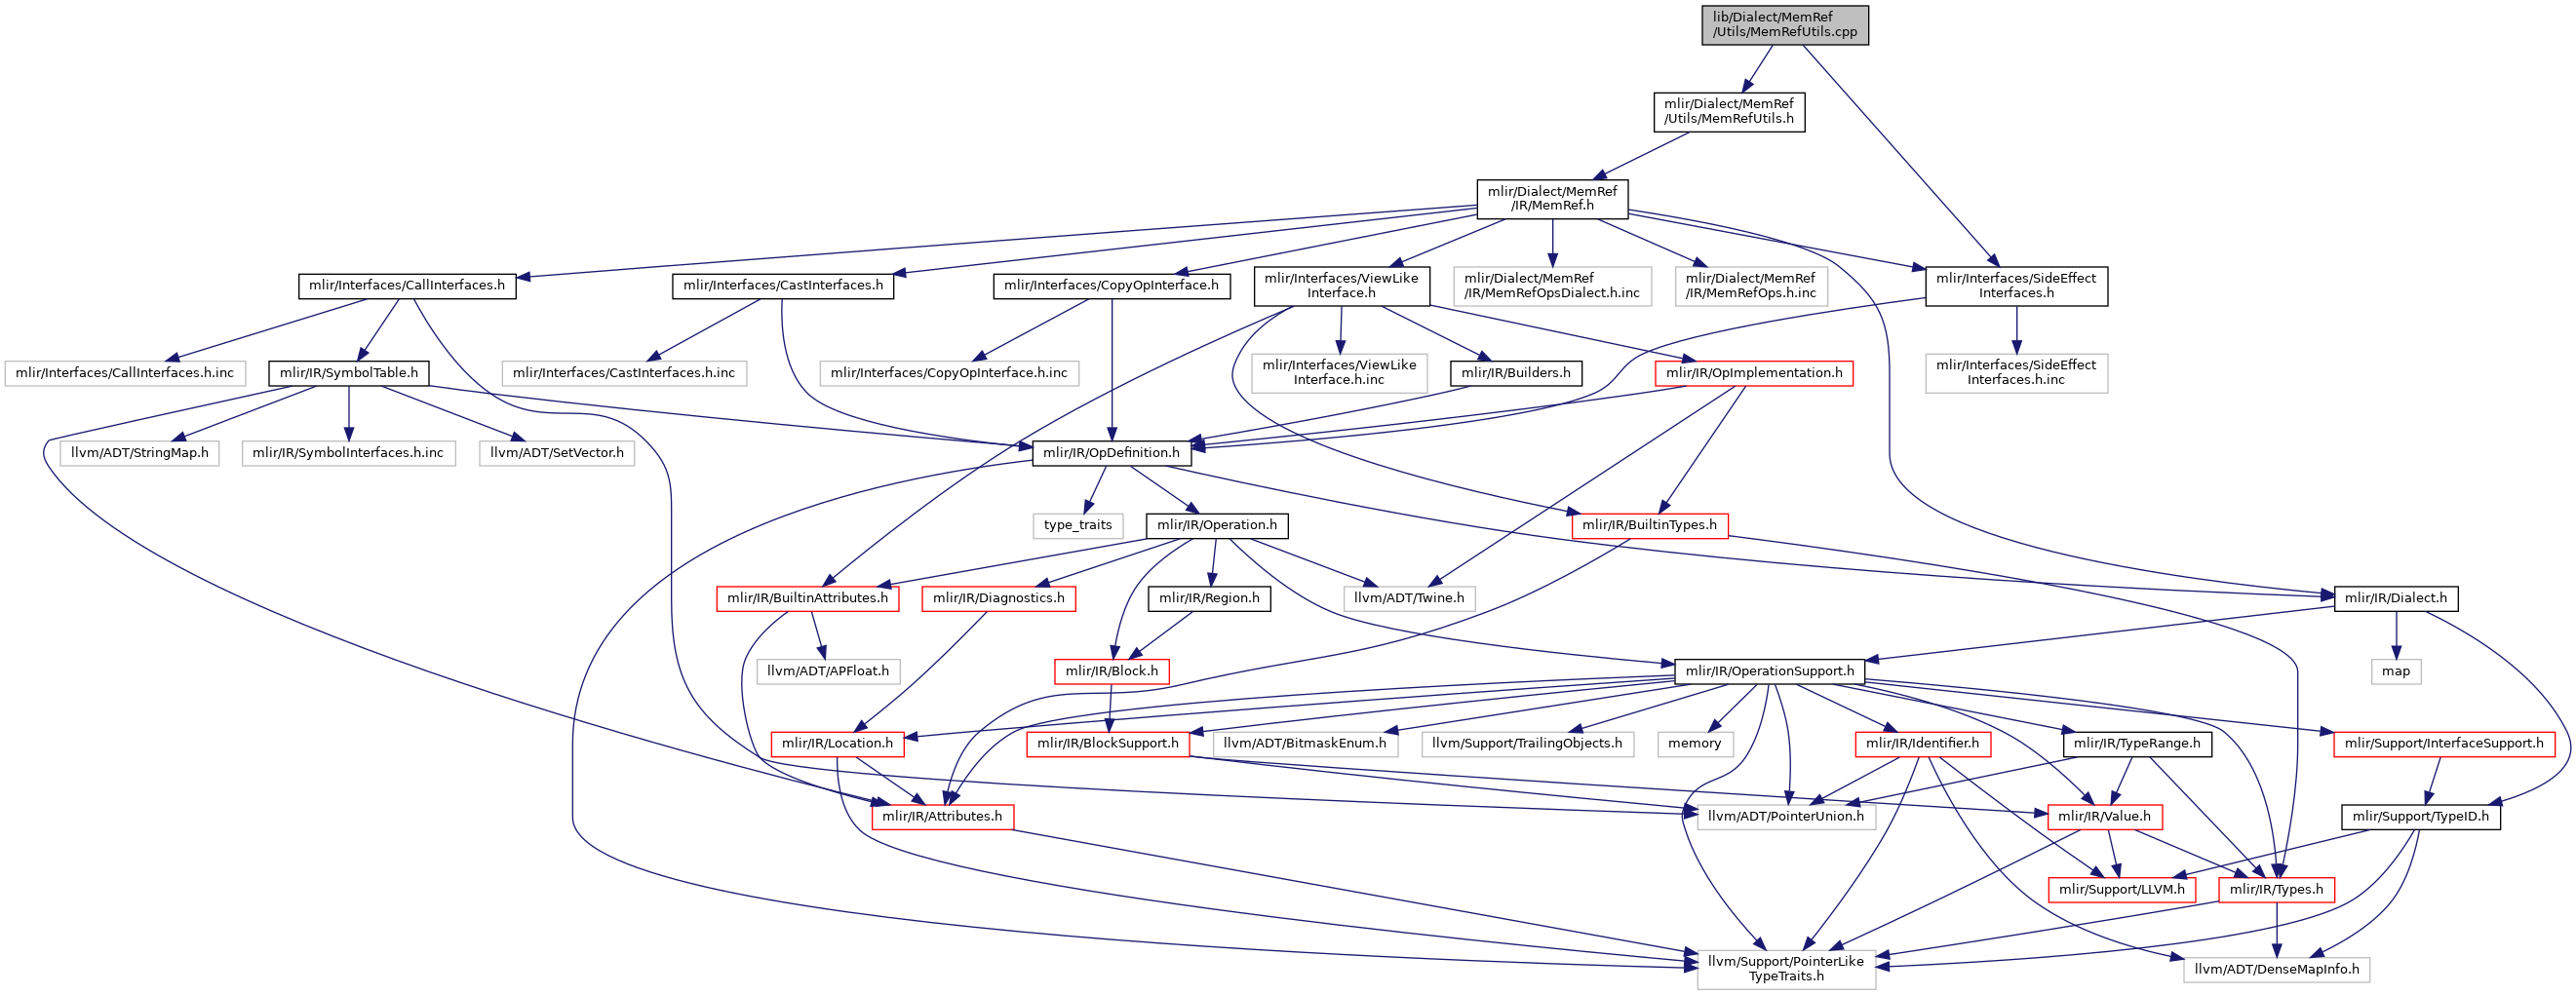 lib/Dialect/MemRef
/Utils/MemRefUtils.cpp
mlir/Dialect/MemRef
/Utils/MemRefUtils.h
mlir/Dialect/MemRef
/IR/MemRef.h
mlir/Interfaces/CallInterfaces.h
mlir/Interfaces/CastInterfaces.h
mlir/Interfaces/CopyOpInterface.h
mlir/Interfaces/ViewLike
Interface.h
mlir/Dialect/MemRef
/IR/MemRefOpsDialect.h.inc
mlir/Dialect/MemRef
/IR/MemRefOps.h.inc
mlir/Interfaces/SideEffect
Interfaces.h
mlir/Interfaces/CallInterfaces.h.inc
mlir/IR/SymbolTable.h
mlir/Interfaces/CastInterfaces.h.inc
mlir/Interfaces/CopyOpInterface.h.inc
mlir/Interfaces/ViewLike
Interface.h.inc
mlir/IR/Builders.h
mlir/IR/OpImplementation.h
mlir/Interfaces/SideEffect
Interfaces.h.inc
llvm/ADT/StringMap.h
mlir/IR/SymbolInterfaces.h.inc
llvm/ADT/SetVector.h
mlir/IR/OpDefinition.h
type_traits
mlir/IR/Operation.h
mlir/IR/BuiltinTypes.h
mlir/IR/BuiltinAttributes.h
mlir/IR/Diagnostics.h
mlir/IR/Region.h
llvm/ADT/Twine.h
mlir/IR/Dialect.h
llvm/ADT/APFloat.h
mlir/IR/Block.h
mlir/IR/OperationSupport.h
map
mlir/IR/Location.h
mlir/IR/BlockSupport.h
llvm/ADT/BitmaskEnum.h
llvm/Support/TrailingObjects.h
memory
mlir/IR/Identifier.h
mlir/IR/TypeRange.h
mlir/Support/InterfaceSupport.h
mlir/IR/Attributes.h
llvm/ADT/PointerUnion.h
mlir/IR/Value.h
mlir/Support/TypeID.h
mlir/Support/LLVM.h
mlir/IR/Types.h
llvm/Support/PointerLike
TypeTraits.h
llvm/ADT/DenseMapInfo.h